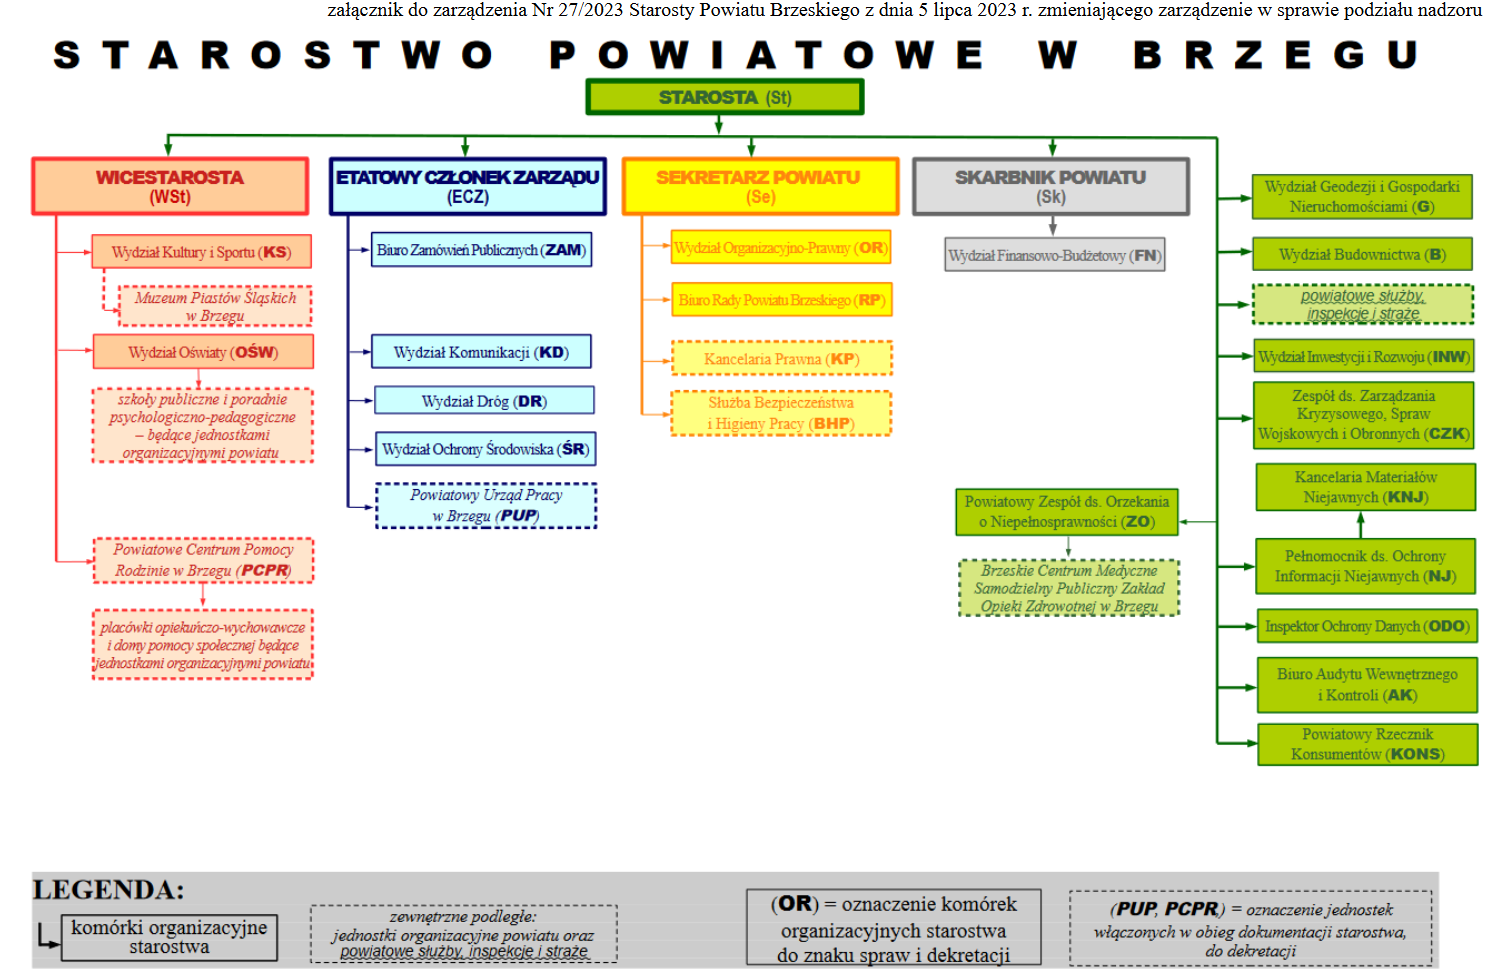 załącznik do zarządzenia Nr 27/2023 Starosty Powiatu Brzeskiego z dnia 5 lipca 2023 r. zmieniającego zarządzenie w sprawie podziału nadzoru
STAROSTWO POWIATOWE W BRZEGU
STAROSTA (St)
WICESTAROSTA
(WSt)
Wydział Kultury i Sportu (KS)
Muzeum Piastów Śląskich
w Brzegu
Wydział Oświaty (OŚW)
szkoły publiczne i poradnie
psychologiczno-pedagogiczne
– będące jednostkami
organizacyjnymi powiatu
Powiatowe Centrum Pomocy
Rodzinie w Brzegu (PCPR)
placówki opiekuńczo-wychowawcze
i domy pomocy społecznej będące
jednostkami organizacyjnymi powiatu
ETATOWY CZŁONEK ZARZĄDU
(ECZ)
Biuro Zamówień Publicznych (ZAM)
Wydział Komunikacji (KD)
Wydział Dróg (DR)
Wydział Ochrony Środowiska (ŚR)
Powiatowy Urząd Pracy
w Brzegu (PUP)
SEKRETARZ POWIATU
(Se)
Wydział Organizacyjno-Prawny (OR)
Biuro Rady Powiatu Brzeskiego (RP)
Kancelaria Prawna (KP)
Służba Bezpieczeństwa
i Higieny Pracy (BHP)
SKARBNIK POWIATU
(Sk)
Wydział Finansowo-Budżetowy (FN)
Powiatowy Zespół ds. Orzekania
o Niepełnosprawności (ZO)
Brzeskie Centrum Medyczne
Samodzielny Publiczny Zakład
Opieki Zdrowotnej w Brzegu
Wydział Geodezji i Gospodarki
Nieruchomościami (G)
Wydział Budownictwa (B)
powiatowe służby,
inspekcje i straże
Wydział Inwestycji i Rozwoju (INW)
Zespół ds. Zarządzania
Kryzysowego, Spraw
Wojskowych i Obronnych (CZK)
Kancelaria Materiałów
Niejawnych (KNJ)
Pełnomocnik ds. Ochrony
Informacji Niejawnych (NJ)
Inspektor Ochrony Danych (ODO)
Biuro Audytu Wewnętrznego
i Kontroli (AK)
Powiatowy Rzecznik
Konsumentów (KONS)
LEGENDA:
komórki organizacyjne
starostwa
zewnętrzne podległe:
jednostki organizacyjne powiatu oraz
powiatowe służby, inspekcje i straże
(OR) = oznaczenie komórek
organizacyjnych starostwa
do znaku spraw i dekretacji
(PUP, PCPR,) = oznaczenie jednostek
włączonych w obieg dokumentacji starostwa,
do dekretacji